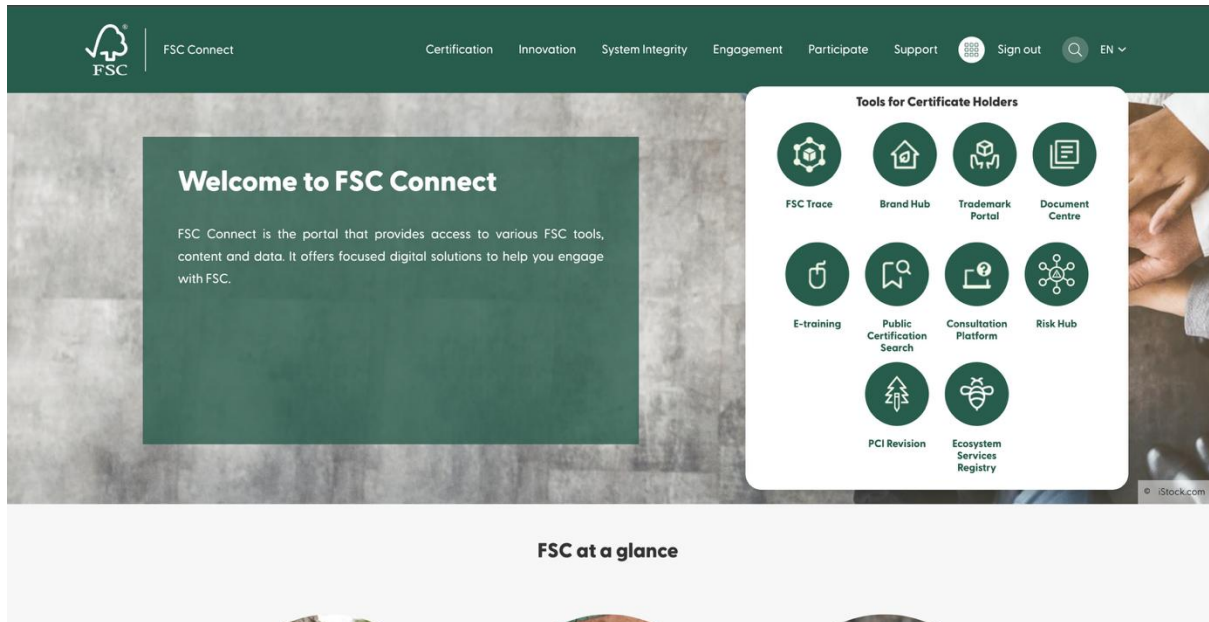 FSC
FSC Connect
Certification Innovation System Integrity Engagement Participate Support Sign out EN
Welcome to FSC Connect
FSC Connect is the portal that provides access to various FSC tools,
content and data. It offers focused digital solutions to help you engage
with FSC.
Tools for Certificate Holders
FSC Trace
Brand Hub
Trademark
Portal
Document
Centre
E-training
Public
Certification
Search
Consultation
Platform
Risk Hub
PCI Revision
Ecosystem
Services
Registry
© iStock.com
FSC at a glance